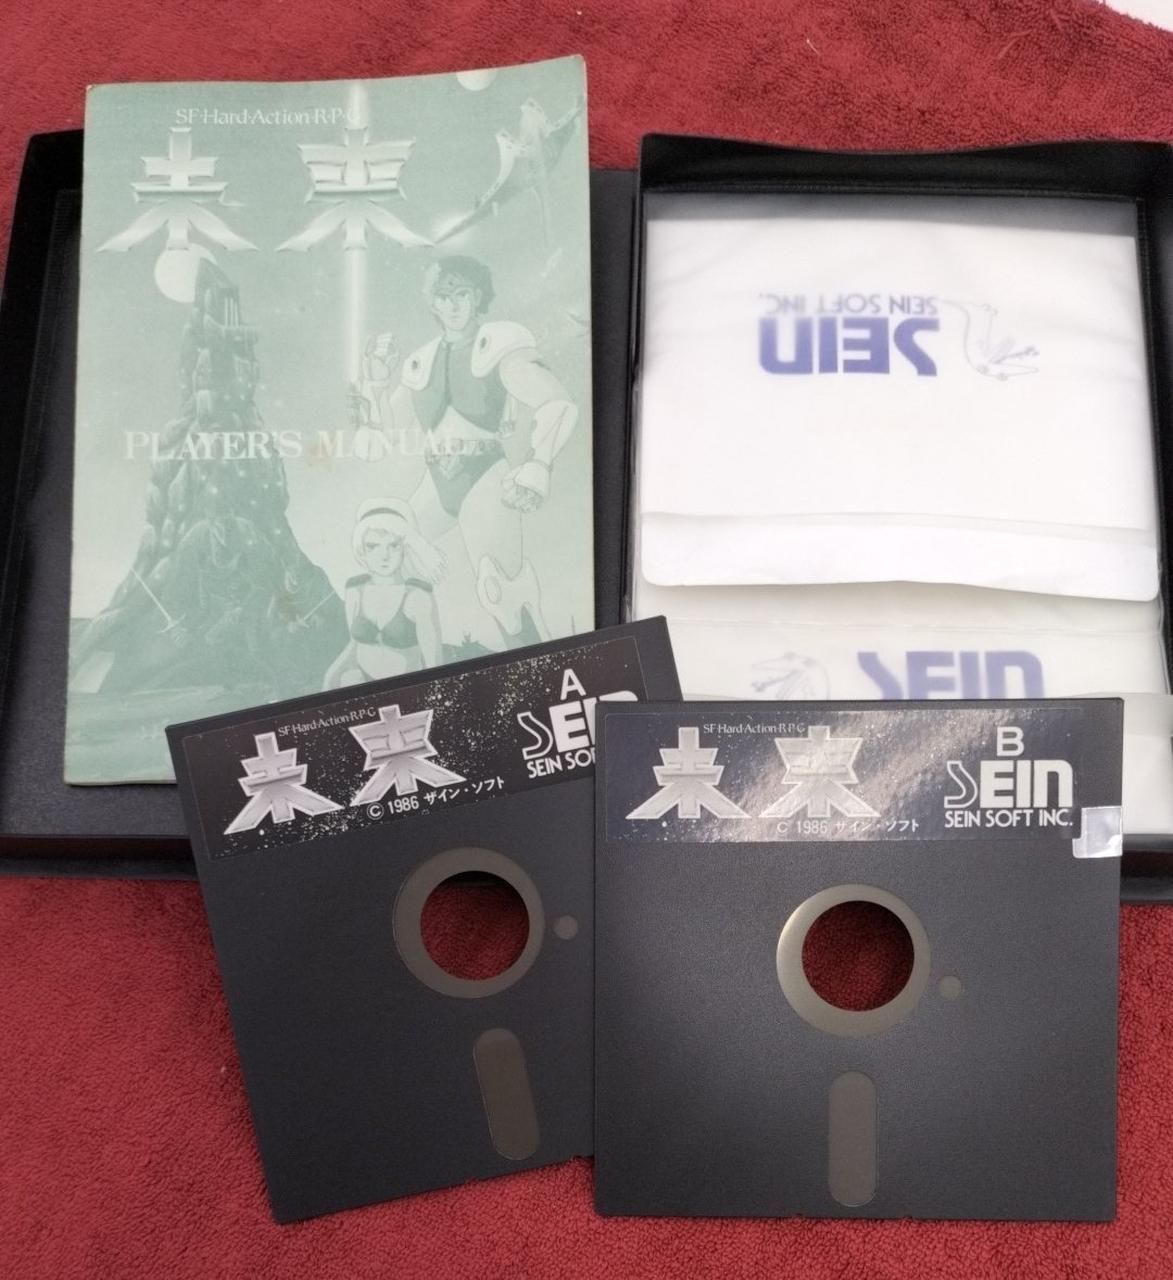 SF·Hard·Action·R·P·G
未来
PLAYER'S MANUAL
SEIN
SEIN SOFT INC.
SEIN
SF·Hard·Action·R·P·G
未来
© 1986 ザイン・ソフト
A
SEIN SO
SF·Hard·Action·R·P·G
未来
© 1986 ザイン・ソフト
B
SEIN
SEIN SOFT INC.